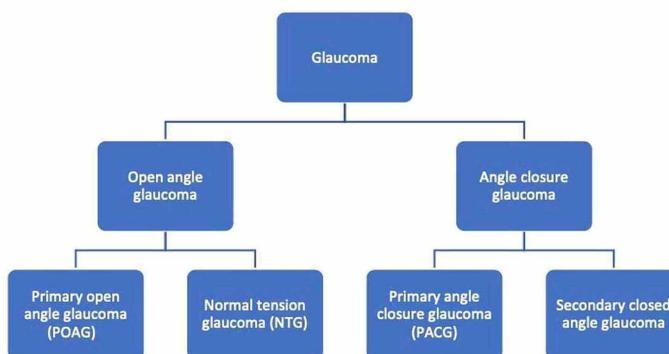 Glaucoma
Open angle
glaucoma
Angle closure
glaucoma
Primary open
angle glaucoma
(POAG)
Normal tension
glaucoma (NTG)
Primary angle
closure glaucoma
(PACG)
Secondary closed
angle glaucoma